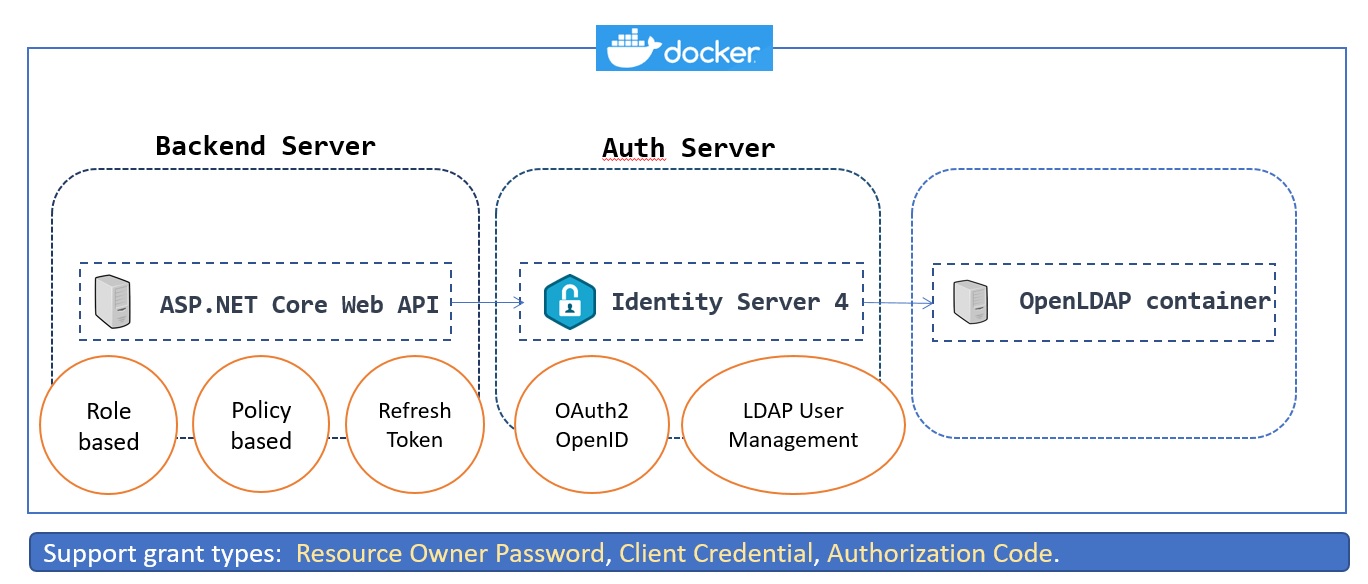 docker
Backend Server
Auth Server
ASP.NET Core Web API
Identity Server 4
OpenLDAP container
Role
based
Policy
based
Refresh
Token
OAuth2
OpenID
LDAP User
Management
Support grant types: Resource Owner Password, Client Credential, Authorization Code.